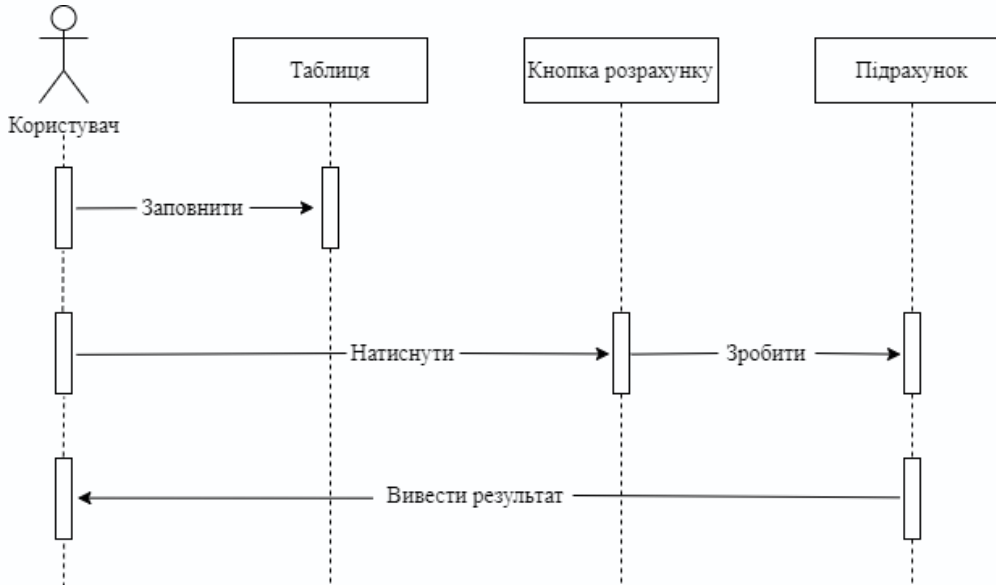 Таблиця
Кнопка розрахунку
Підрахунок
Користувач
Заповнити
Натиснути
Зробити
Вивести результат